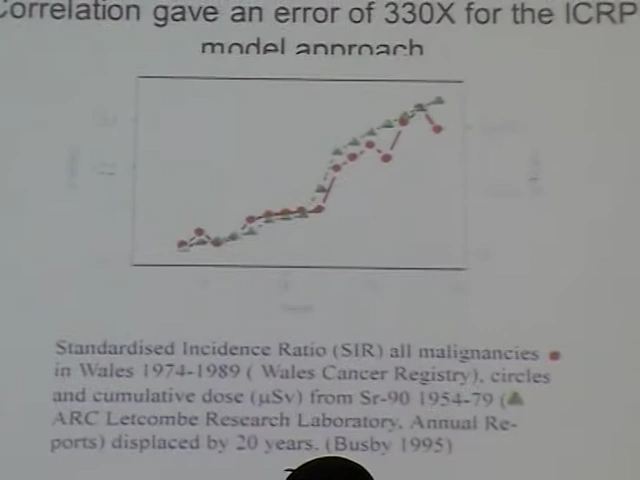 Correlation gave an error of 330X for the ICRP
model approach
Standardised Incidence Ratio (SIR) all malignancies
in Wales 1974-1989 ( Wales Cancer Registry), circles
and cumulative dose (µSv) from Sr-90 1954-79 (
ARC Letcombe Research Laboratory, Annual Re-
ports) displaced by 20 years. (Busby 1995)